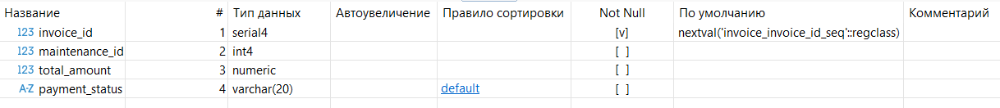 Название # Тип данных Автоувеличение Правило сортировки Not Null По умолчанию Комментарий
123 invoice_id 1 serial4 [v] nextval('invoice_invoice_id_seq'::regclass)
123 maintenance_id 2 int4 [ ]
123 total_amount 3 numeric [ ]
A-Z payment_status 4 varchar(20) default [ ]